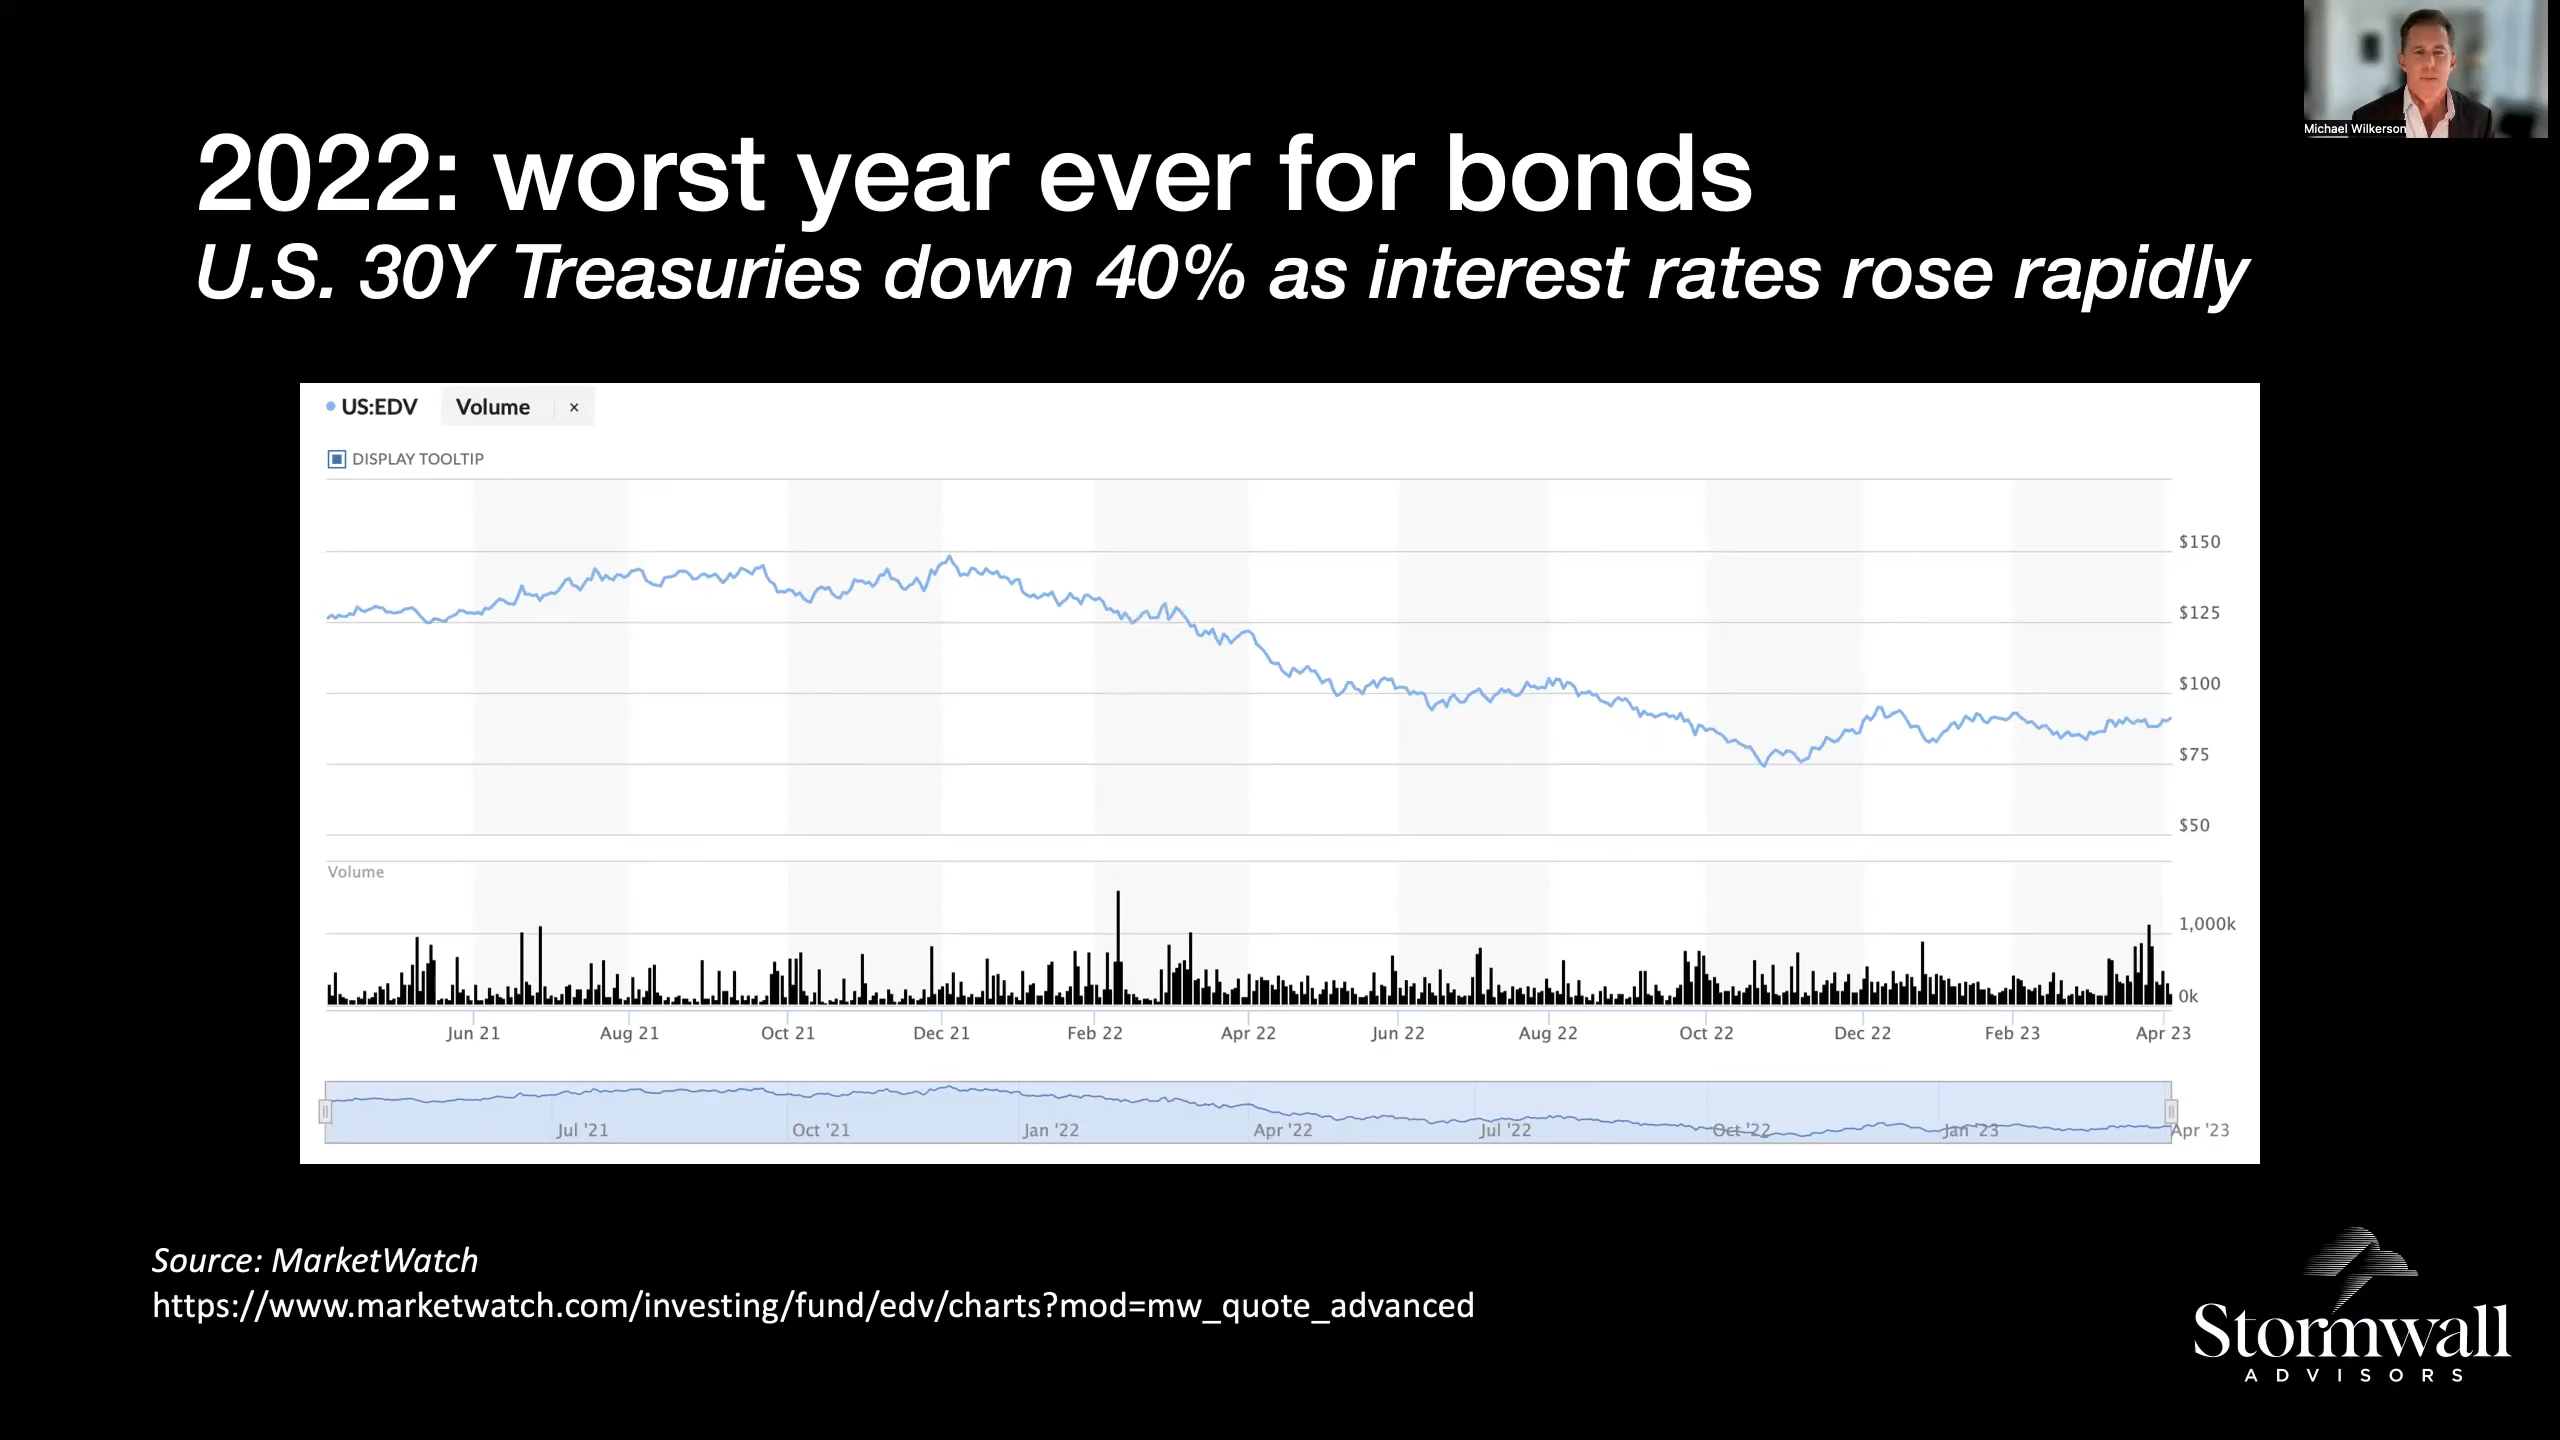 Michael Wilkerson
2022: worst year ever for bonds
U.S. 30Y Treasuries down 40% as interest rates rose rapidly
US:EDV Volume ×
DISPLAY TOOLTIP
$150
$125
$100
$75
$50
Volume
1,000k
0k
Jun 21 Aug 21 Oct 21 Dec 21 Feb 22 Apr 22 Jun 22 Aug 22 Oct 22 Dec 22 Feb 23 Apr 23
Jul '21 Oct '21 Jan '22 Apr '22 Jul '22 Oct '22 Jan '23 Apr '23
Source: MarketWatch
https://www.marketwatch.com/investing/fund/edv/charts?mod=mw_quote_advanced
Stormwall
ADVISORS